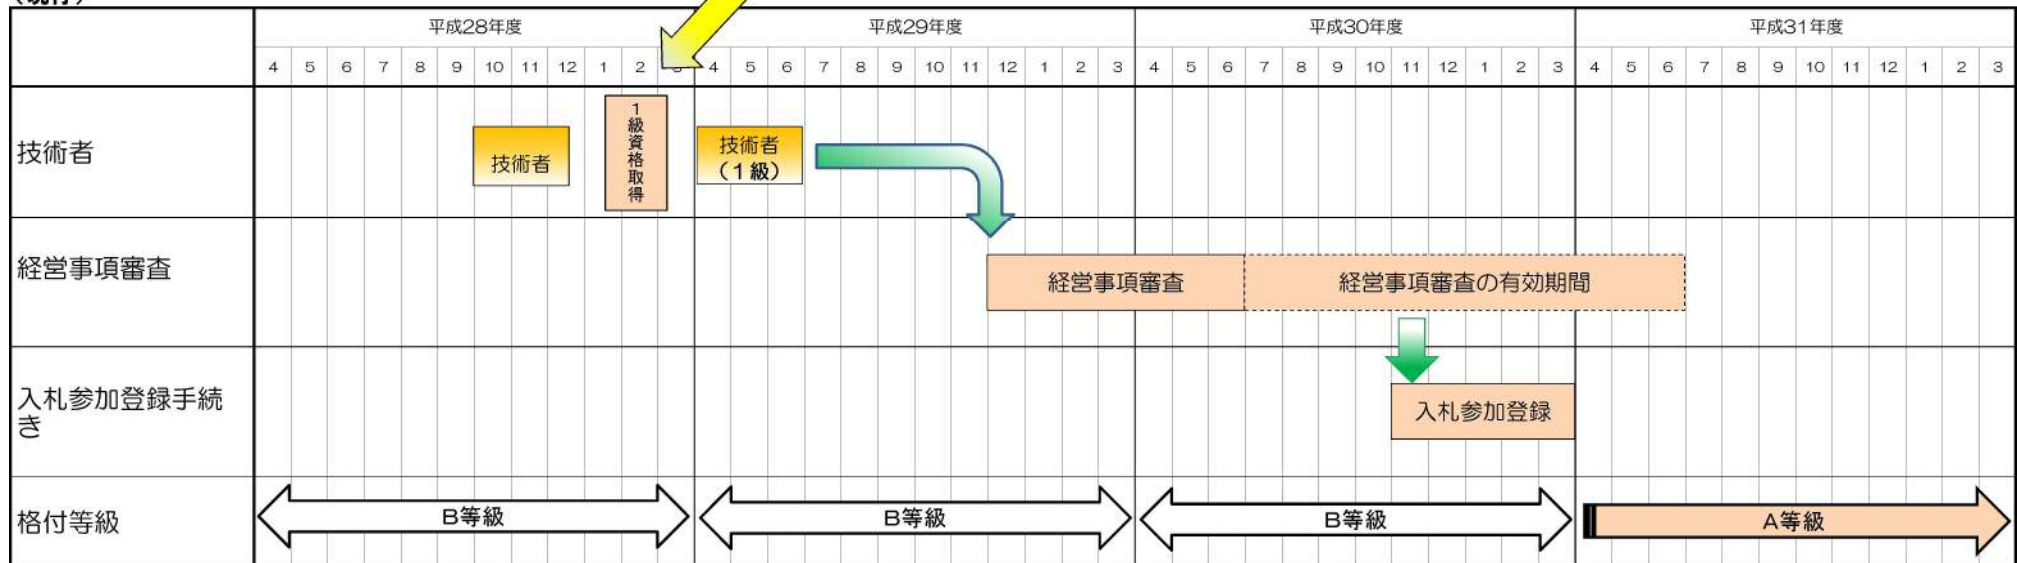 (現行)
平成28年度 平成29年度 平成30年度 平成31年度
4 5 6 7 8 9 10 11 12 1 2 3 4 5 6 7 8 9 10 11 12 1 2 3 4 5 6 7 8 9 10 11 12 1 2 3 4 5 6 7 8 9 10 11 12 1 2 3
技術者
技術者
1級資格取得
技術者
(1級)
経営事項審査
経営事項審査
経営事項審査の有効期間
入札参加登録手続
き
入札参加登録
格付等級
B等級
B等級
B等級
A等級